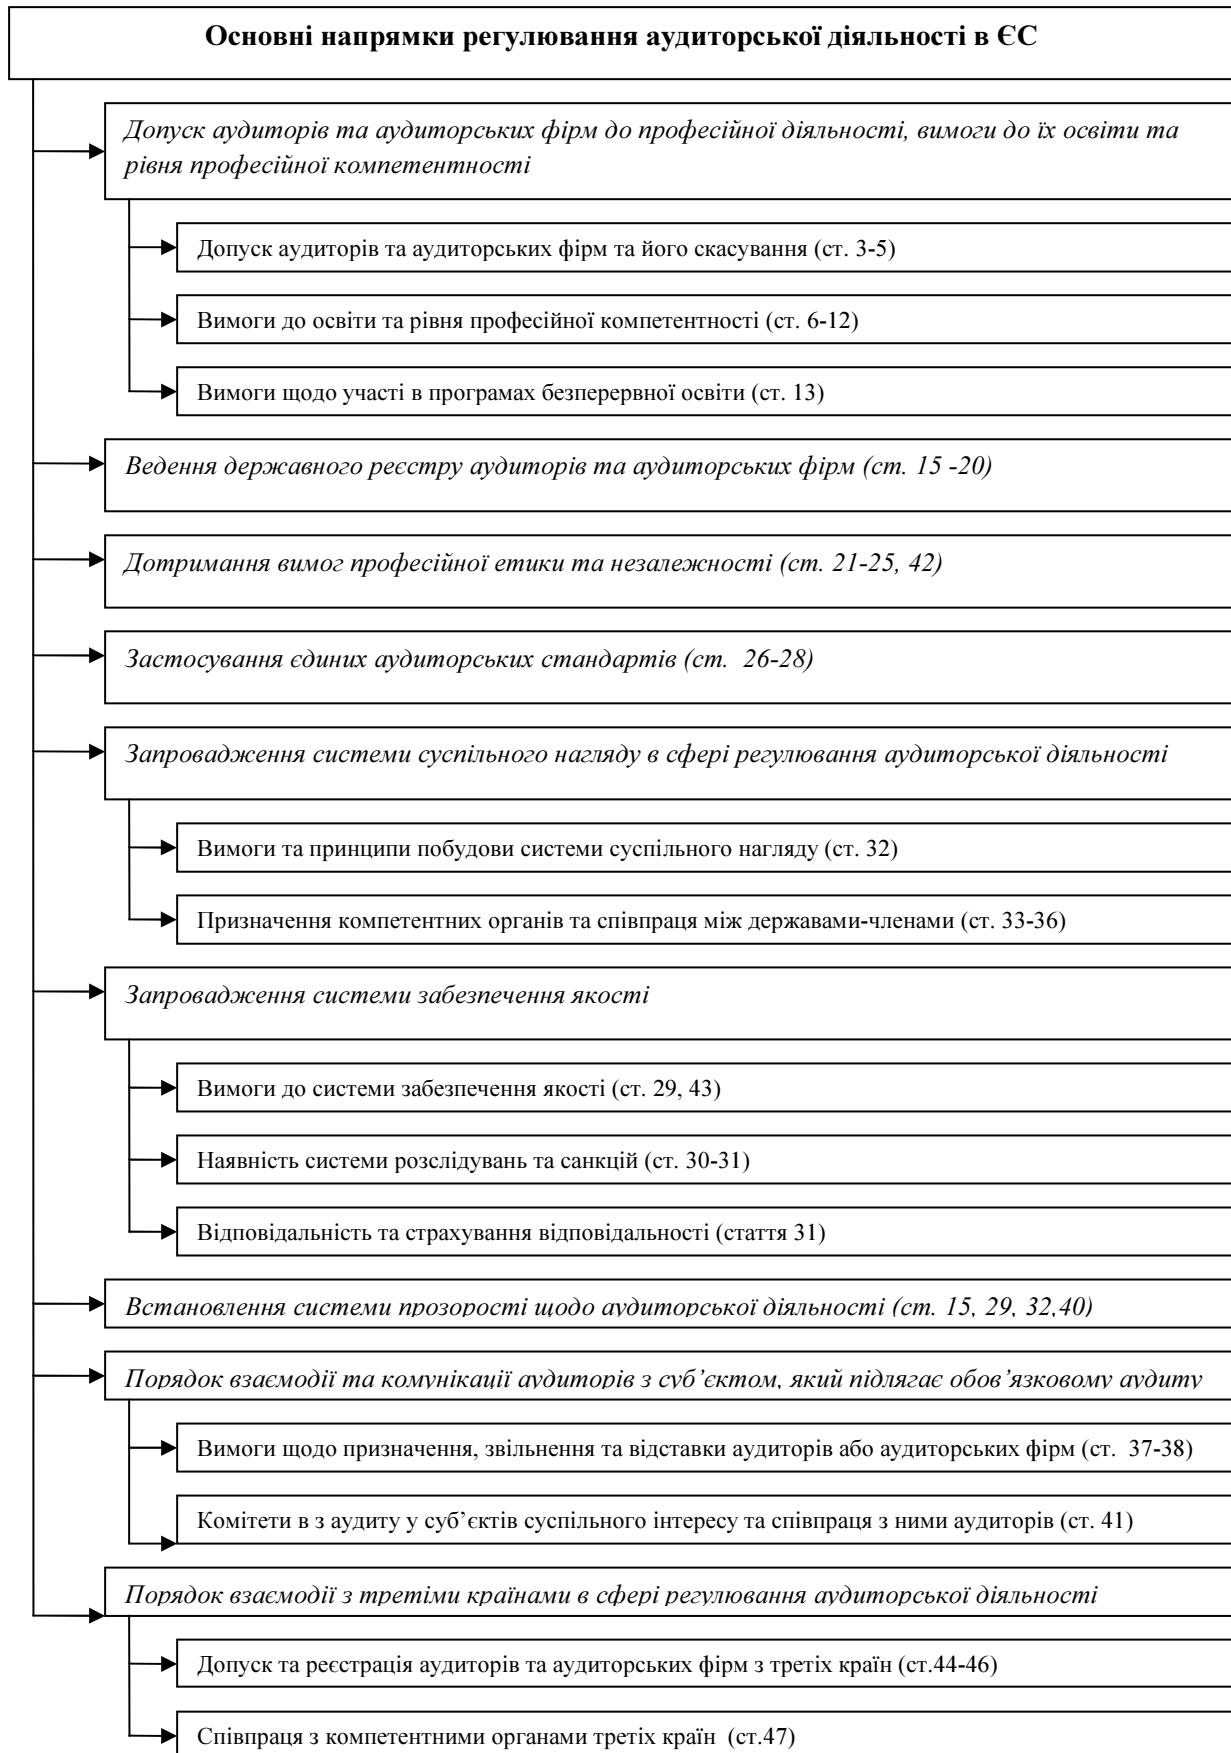 Основні напрямки регулювання аудиторської діяльності в ЄС
Допуск аудиторів та аудиторських фірм до професійної діяльності, вимоги до їх освіти та
рівня професійної компетентності
Допуск аудиторів та аудиторських фірм та його скасування (ст. 3-5)
Вимоги до освіти та рівня професійної компетентності (ст. 6-12)
Вимоги щодо участі в програмах безперервної освіти (ст. 13)
Ведення державного реєстру аудиторів та аудиторських фірм (ст. 15 -20)
Дотримання вимог професійної етики та незалежності (ст. 21-25, 42)
Застосування єдиних аудиторських стандартів (ст.  26-28)
Запровадження системи суспільного нагляду в сфері регулювання аудиторської діяльності
Вимоги та принципи побудови системи суспільного нагляду (ст. 32)
Призначення компетентних органів та співпраця між державами-членами (ст. 33-36)
Запровадження системи забезпечення якості
Вимоги до системи забезпечення якості (ст. 29, 43)
Наявність системи розслідувань та санкцій (ст. 30-31)
Відповідальність та страхування відповідальності (стаття 31)
Встановлення системи прозорості щодо аудиторської діяльності (ст. 15, 29, 32,40)
Порядок взаємодії та комунікації аудиторів з суб’єктом, який підлягає обов’язковому аудиту
Вимоги щодо призначення, звільнення та відставки аудиторів або аудиторських фірм (ст.  37-38)
Комітети в з аудиту у суб’єктів суспільного інтересу та співпраця з ними аудиторів (ст. 41)
Порядок взаємодії з третіми країнами в сфері регулювання аудиторської діяльності
Допуск та реєстрація аудиторів та аудиторських фірм з третіх країн (ст.44-46)
Співпраця з компетентними органами третіх країн  (ст.47)